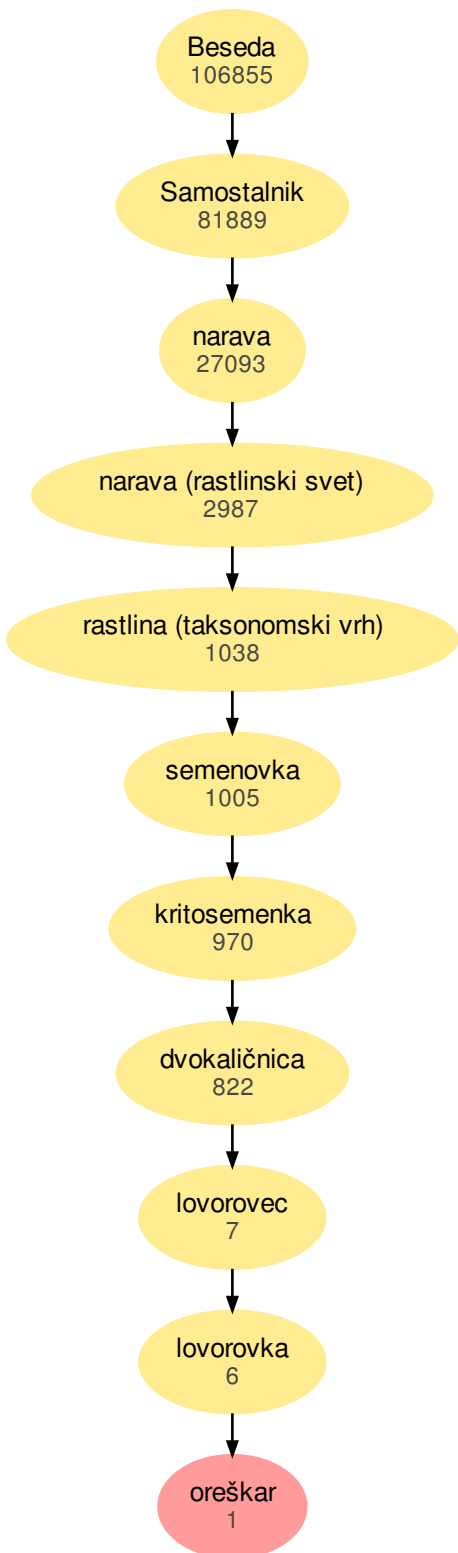 Beseda
106855
Samostalnik
81889
narava
27093
narava (rastlinski svet)
2987
rastlina (taksonomski vrh)
1038
semenovka
1005
kritosemenka
970
dvokaličnica
822
lovorovec
7
lovorovka
6
oreškar
1